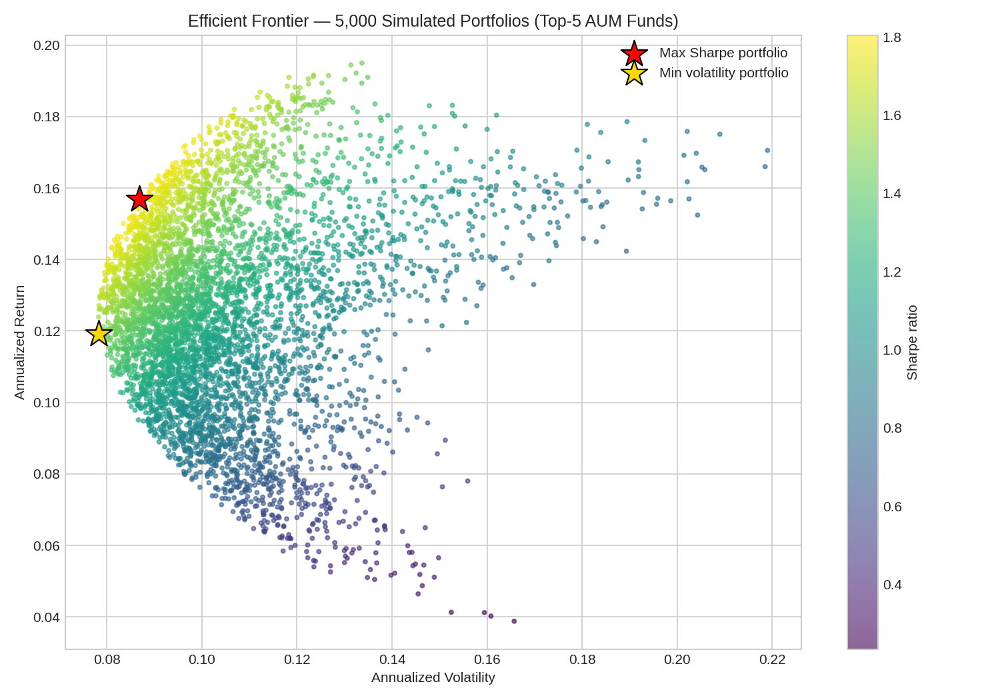 Efficient Frontier — 5,000 Simulated Portfolios (Top-5 AUM Funds)
Max Sharpe portfolio
Min volatility portfolio
Annualized Return
0.20
0.18
0.16
0.14
0.12
0.10
0.08
0.06
0.04
0.08 0.10 0.12 0.14 0.16 0.18 0.20 0.22
Annualized Volatility
1.8
1.6
1.4
1.2
1.0
0.8
0.6
0.4
Sharpe ratio